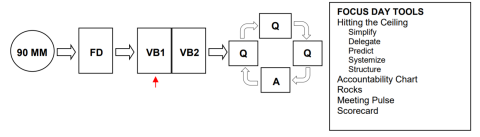 90 MM
FD
VB1
VB2
Q
Q
Q
A
FOCUS DAY TOOLS
Hitting the Ceiling
Simplify
Delegate
Predict
Systemize
Structure
Accountability Chart
Rocks
Meeting Pulse
Scorecard